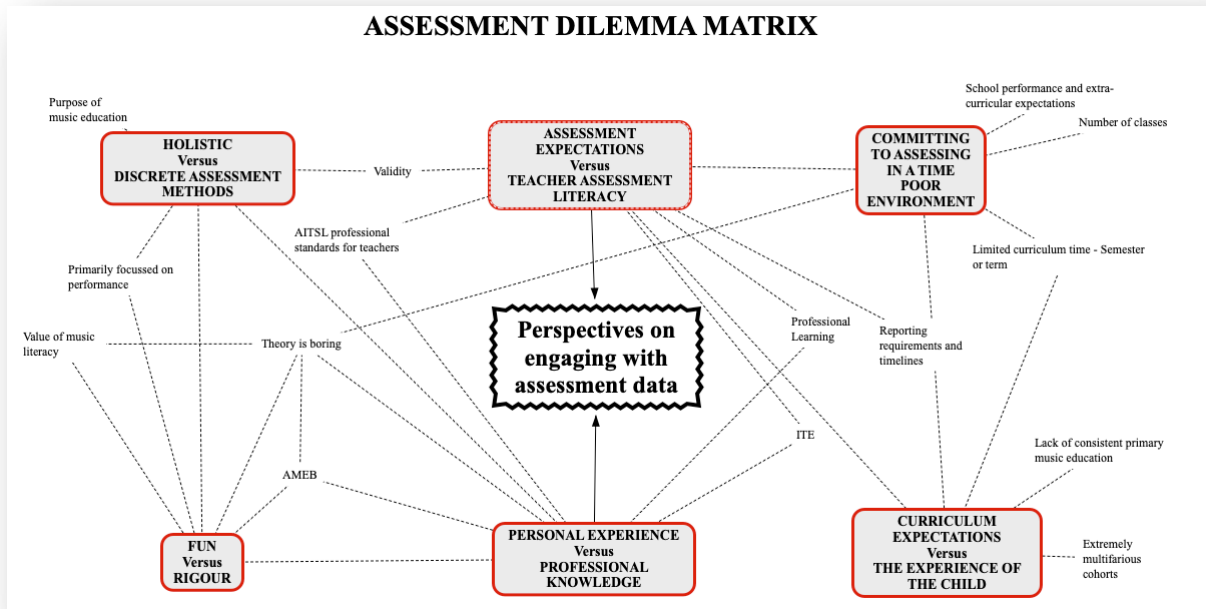 ASSESSMENT DILEMMA MATRIX
Purpose of
music education
HOLISTIC
Versus
DISCRETE ASSESSMENT
METHODS
Validity
ASSESSMENT
EXPECTATIONS
Versus
TEACHER ASSESSMENT
LITERACY
School performance and extra-
curricular expectations
Number of classes
COMMITTING
TO ASSESSING
IN A TIME
POOR
ENVIRONMENT
AITSL professional
standards for teachers
Limited curriculum time - Semester
or term
Primarily focussed on
performance
Value of music
literacy
Theory is boring
Perspectives on
engaging with
assessment data
Professional
Learning
Reporting
requirements and
timelines
ITE
AMEB
Lack of consistent primary
music education
FUN
Versus
RIGOUR
PERSONAL EXPERIENCE
Versus
PROFESSIONAL
KNOWLEDGE
CURRICULUM
EXPECTATIONS
Versus
THE EXPERIENCE OF
THE CHILD
Extremely
multifarious
cohorts